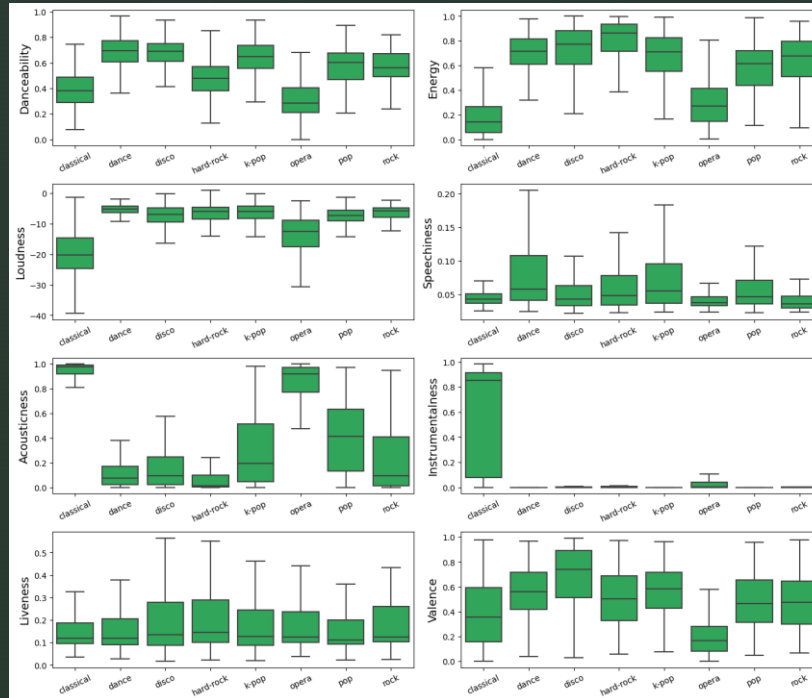 Danceability
1.0
0.8
0.6
0.4
0.2
0.0
classical dance disco hard-rock k-pop opera pop rock
Energy
1.0
0.8
0.6
0.4
0.2
0.0
classical dance disco hard-rock k-pop opera pop rock
Loudness
0
−10
−20
−30
−40
classical dance disco hard-rock k-pop opera pop rock
Speechiness
0.20
0.15
0.10
0.05
classical dance disco hard-rock k-pop opera pop rock
Acousticness
1.0
0.8
0.6
0.4
0.2
0.0
classical dance disco hard-rock k-pop opera pop rock
Instrumentalness
1.0
0.8
0.6
0.4
0.2
0.0
classical dance disco hard-rock k-pop opera pop rock
Liveness
0.5
0.4
0.3
0.2
0.1
0.0
classical dance disco hard-rock k-pop opera pop rock
Valence
1.0
0.8
0.6
0.4
0.2
0.0
classical dance disco hard-rock k-pop opera pop rock